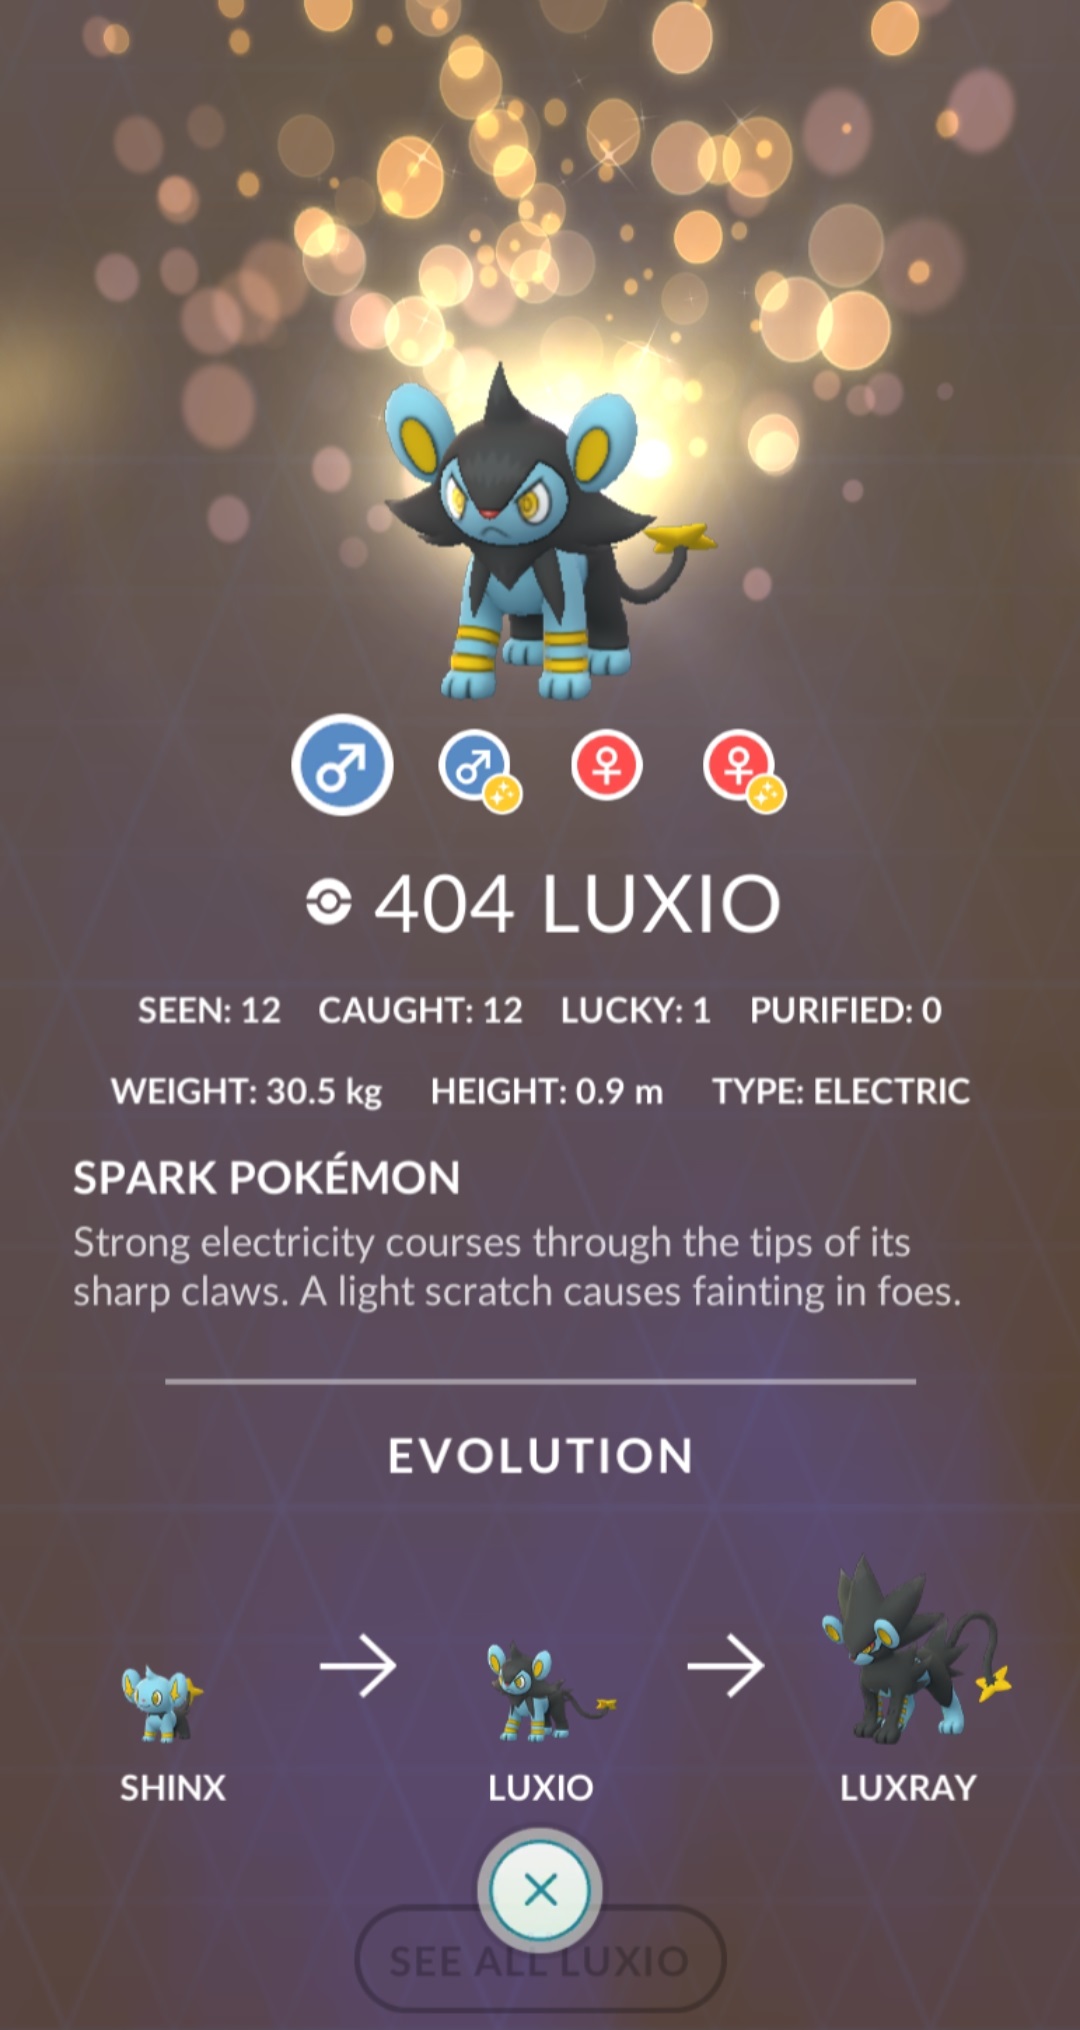 404 LUXIO
SEEN: 12 CAUGHT: 12 LUCKY: 1 PURIFIED: 0
WEIGHT: 30.5 kg HEIGHT: 0.9 m TYPE: ELECTRIC
SPARK POKÉMON
Strong electricity courses through the tips of its
sharp claws. A light scratch causes fainting in foes.
EVOLUTION
SHINX LUXIO LUXRAY
SEE ALL LUXIO